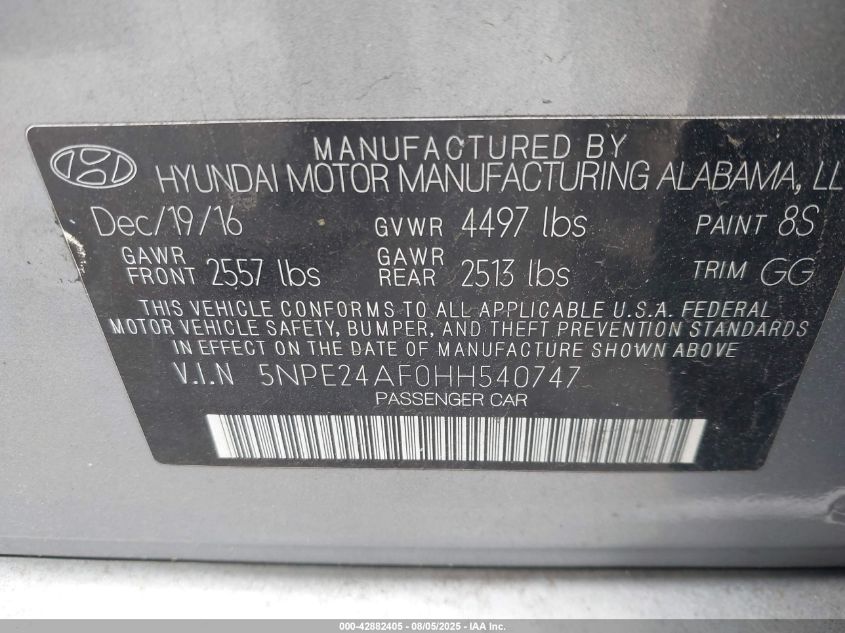 MANUFACTURED BY
HYUNDAI MOTOR MANUFACTURING ALABAMA, LL
Dec/19/16 GVWR 4497 lbs PAINT 8S
GAWR FRONT 2557 lbs GAWR REAR 2513 lbs TRIM GG
THIS VEHICLE CONFORMS TO ALL APPLICABLE U.S.A. FEDERAL
MOTOR VEHICLE SAFETY, BUMPER, AND THEFT PREVENTION STANDARDS
IN EFFECT ON THE DATE OF MANUFACTURE SHOWN ABOVE
V.I.N 5NPE24AF0HH540747
PASSENGER CAR
000-42882405 - 08/05/2025 - IAA Inc.